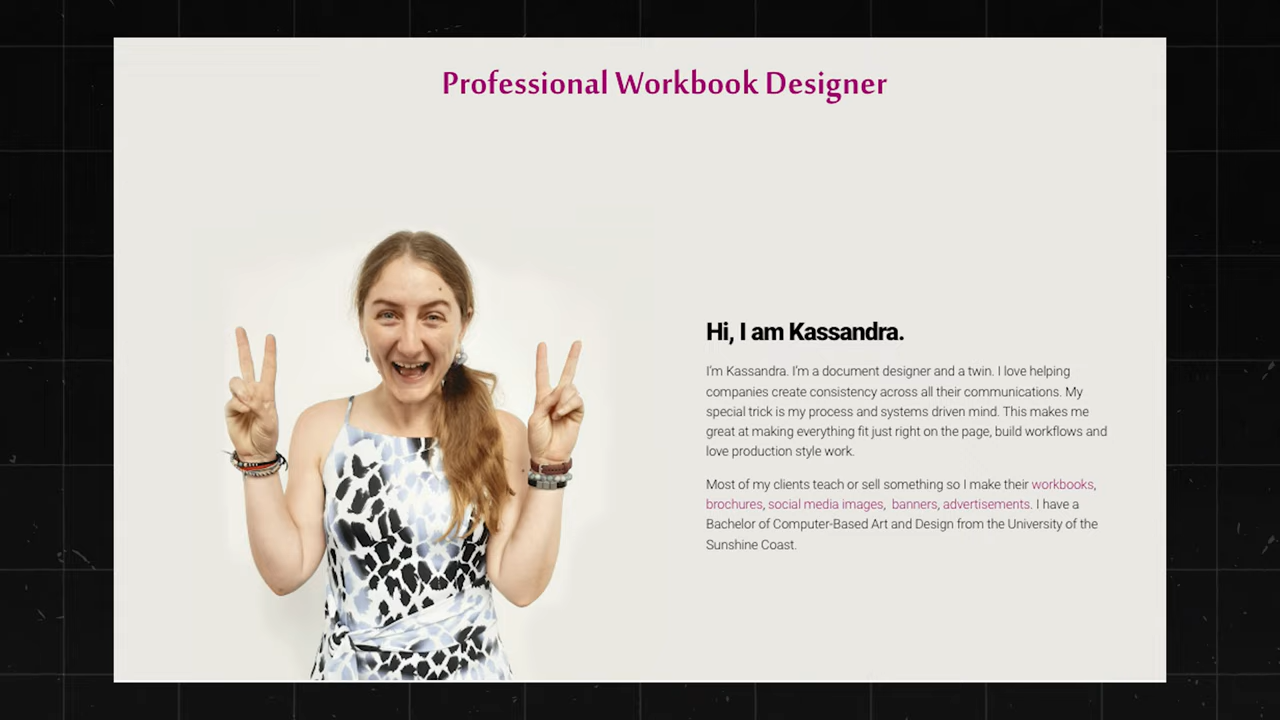 Professional Workbook Designer
Hi, I am Kassandra.
I'm Kassandra. I'm a document designer and a twin. I love helping
companies create consistency across all their communications. My
special trick is my process and systems driven mind. This makes me
great at making everything fit just right on the page, build workflows and
love production style work.
Most of my clients teach or sell something so I make their workbooks,
brochures, social media images,  banners, advertisements. I have a
Bachelor of Computer-Based Art and Design from the University of the
Sunshine Coast.